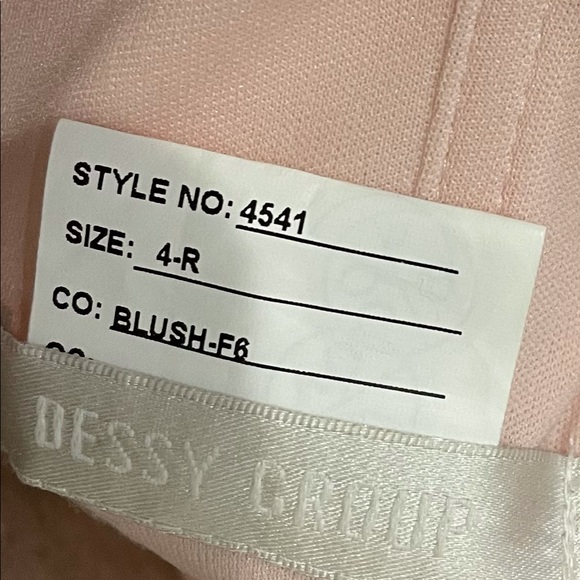 STYLE NO: 4541
SIZE: 4-R
CO: BLUSH-F6
DESSY GROUP